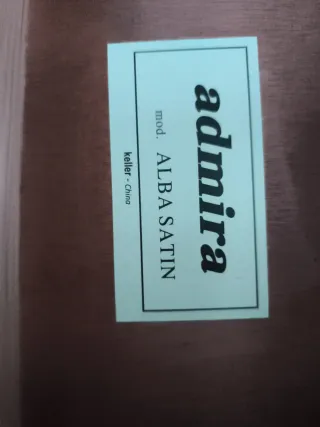 admira
mod. ALBA SATIN
keller - China